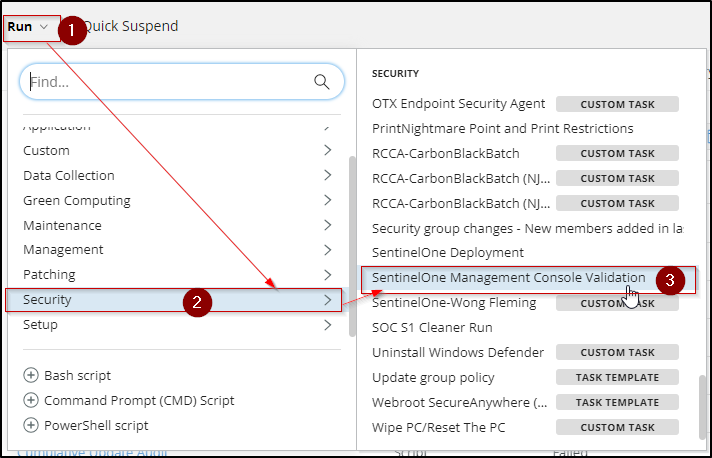 Run 1 Quick Suspend
Find...
Application
Custom
Data Collection
Green Computing
Maintenance
Management
Patching
Security 2
Setup
Bash script
Command Prompt (CMD) Script
PowerShell script
SECURITY
OTX Endpoint Security Agent CUSTOM TASK
PrintNightmare Point and Print Restrictions
RCCA-CarbonBlackBatch CUSTOM TASK
RCCA-CarbonBlackBatch (NJ... CUSTOM TASK
RCCA-CarbonBlackBatch (NJ... CUSTOM TASK
Security group changes - New members added in las
SentinelOne Deployment
SentinelOne Management Console Validation 3
SentinelOne-Wong Fleming CUSTOM TASK
SOC S1 Cleaner Run
Uninstall Windows Defender CUSTOM TASK
Update group policy TASK TEMPLATE
Webroot SecureAnywhere (... TASK TEMPLATE
Wipe PC/Reset The PC CUSTOM TASK
Cumulative Update Audit Script Failed